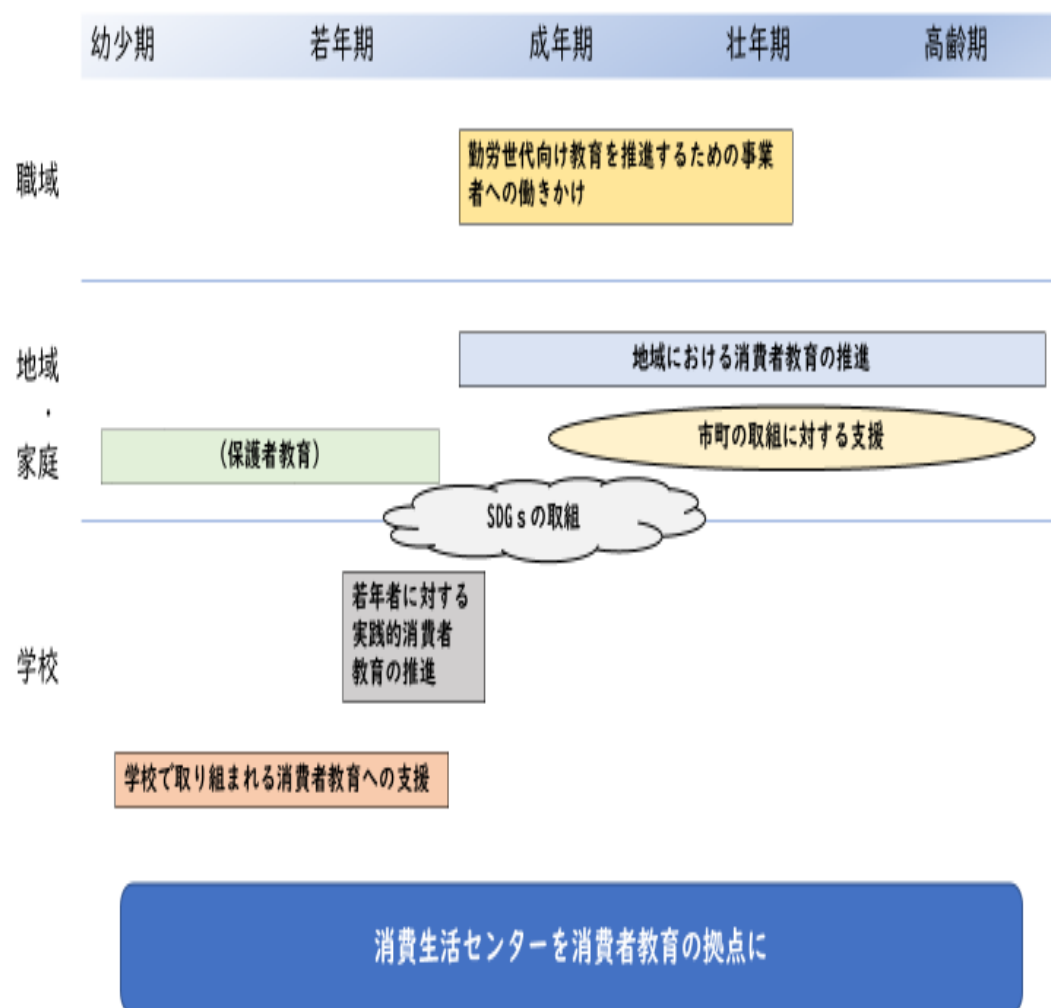 幼少期 若年期 成年期 壮年期 高齢期
職域
勤労世代向け教育を推進するための事業
者への働きかけ
地域
・
家庭
地域における消費者教育の推進
市町の取組に対する支援
(保護者教育)
SDGsの取組
学校
若年者に対する
実践的消費者
教育の推進
学校で取り組まれる消費者教育への支援
消費生活センターを消費者教育の拠点に